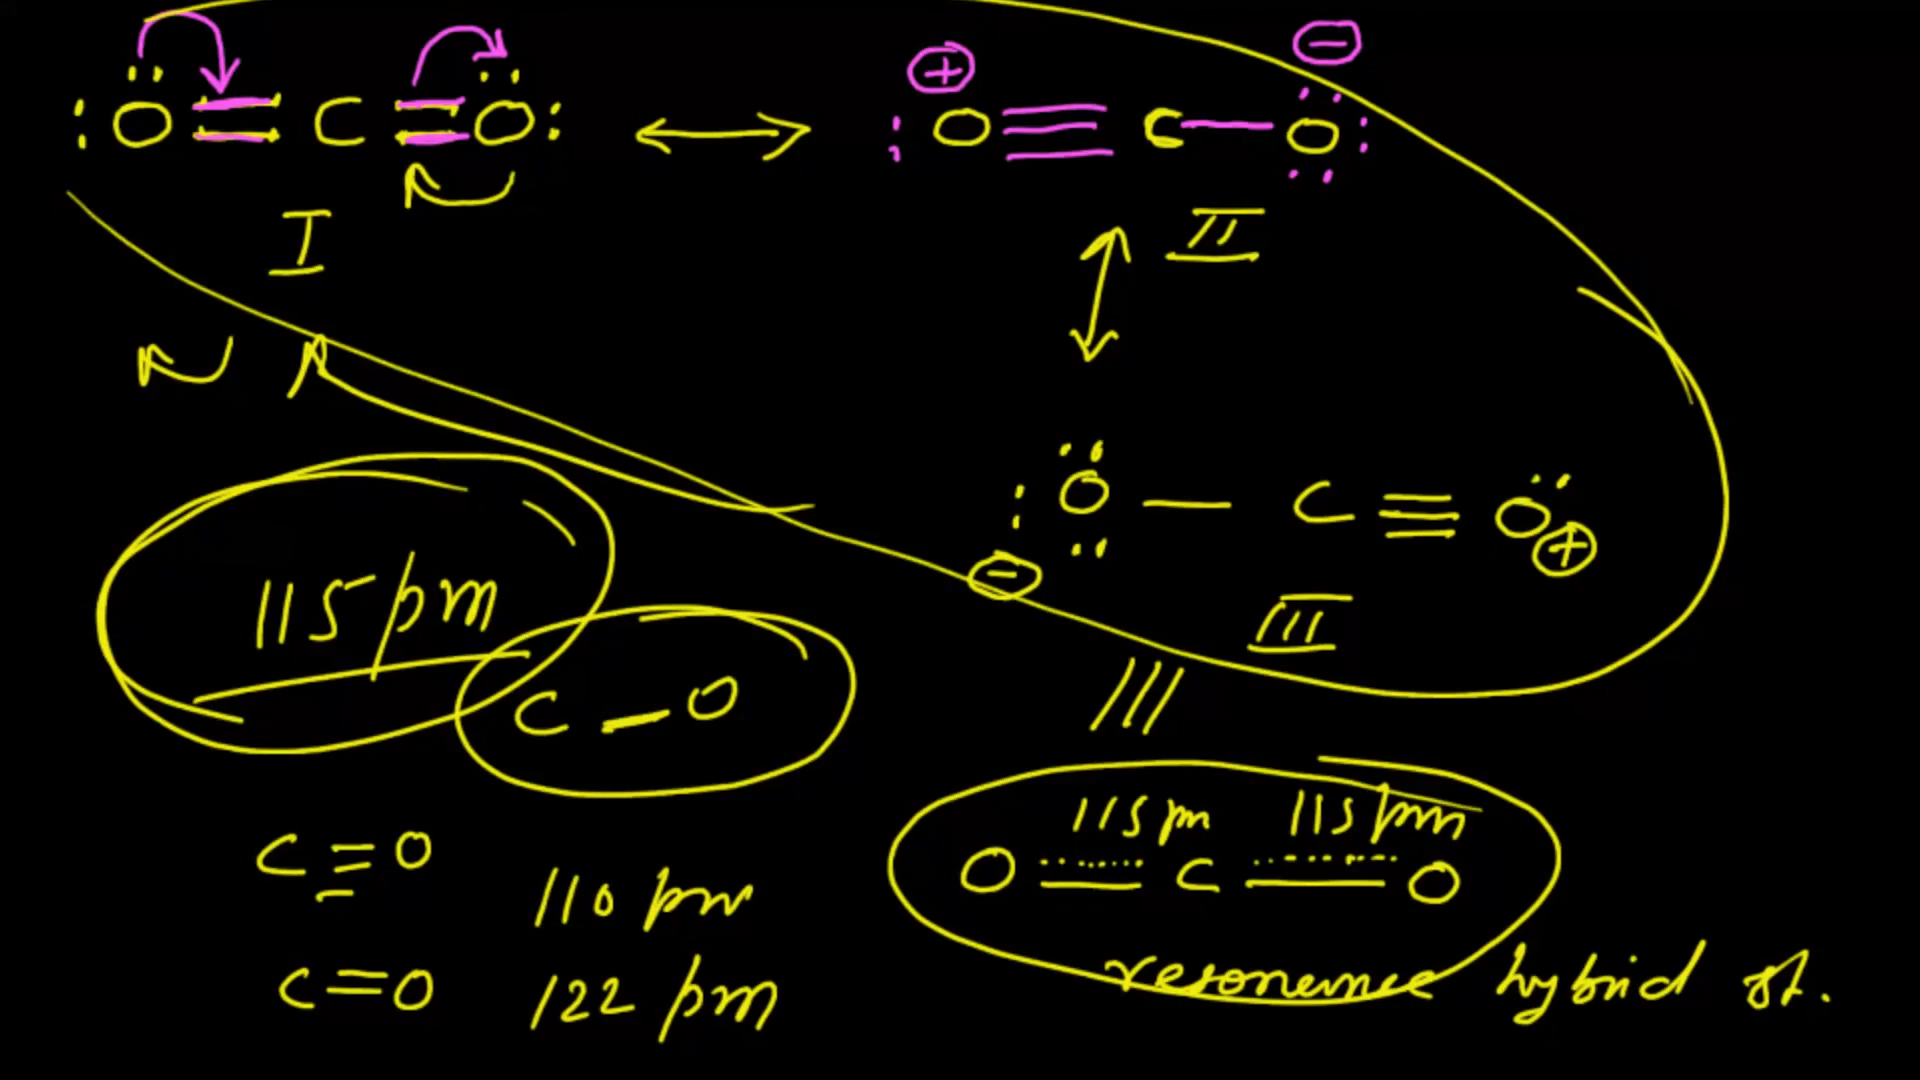 :Ö=C=Ö: ↔ :O≡C—O: ⊕ ⊖
I
II
:O—C≡O ⊖ ⊕
III
115 pm
C—O
C≡O 110 pm
C=O 122 pm
115 pm 115 pm
O=C=O
resonance hybrid st.